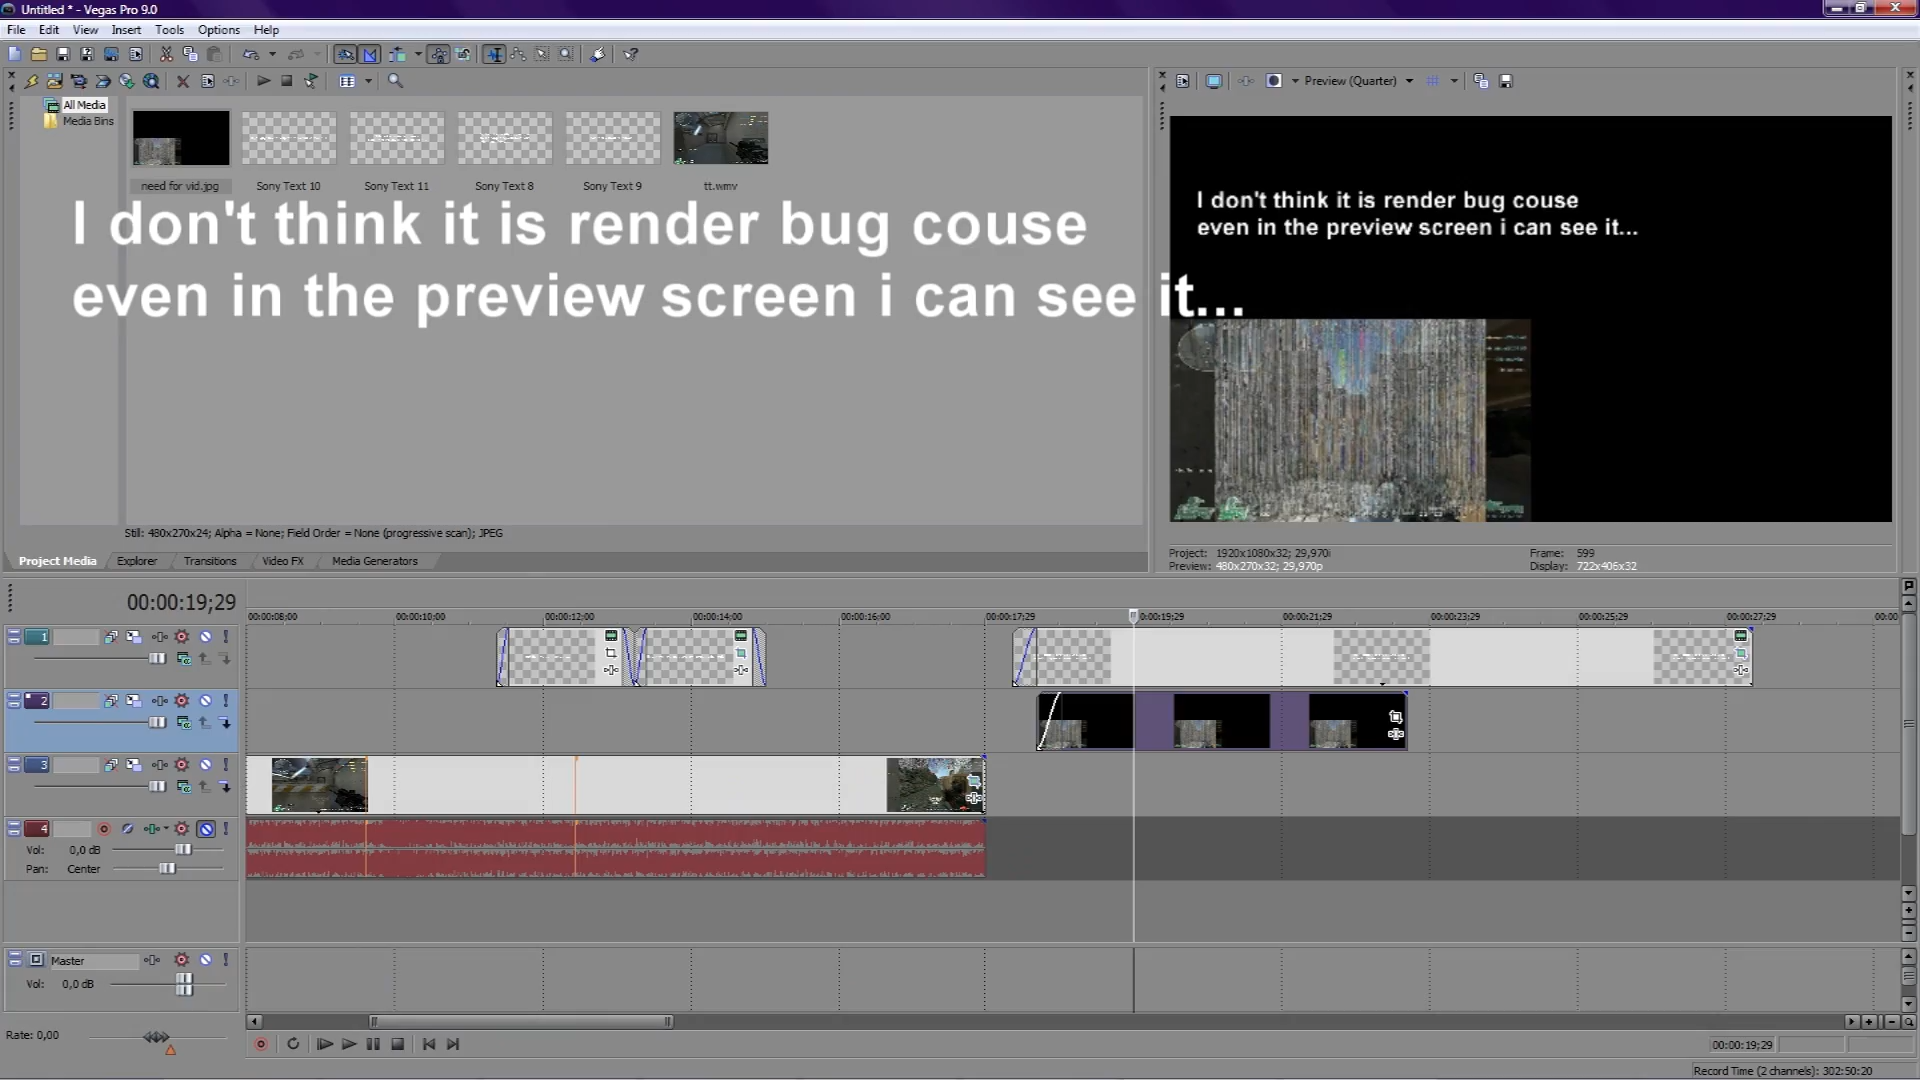 Untitled * - Vegas Pro 9.0
File Edit View Insert Tools Options Help
All Media
Media Bins
need for vid.jpg
Sony Text 10
Sony Text 11
Sony Text 8
Sony Text 9
tt.wmv
Preview (Quarter)
I don't think it is render bug couse
even in the preview screen i can see it...
I don't think it is render bug couse
even in the preview screen i can see it...
Still: 480x270x24; Alpha = None; Field Order = None (progressive scan); JPEG
Project Media Explorer Transitions Video FX Media Generators
Project: 1920x1080x32; 29,970i
Preview: 480x270x32; 29,970p
Frame: 599
Display: 722x406x32
00:00:19;29
00:00:08;00 00:00:10;00 00:00:12;00 00:00:14;00 00:00:16;00 00:00:17;29 00:00:19;29 00:00:21;29 00:00:23;29 00:00:25;29 00:00:27;29 00:00
1
2
3
4
Vol: 0,0 dB
Pan: Center
Master
Vol: 0,0 dB
Rate: 0,00
00:00:19;29
Record Time (2 channels): 302:50:20